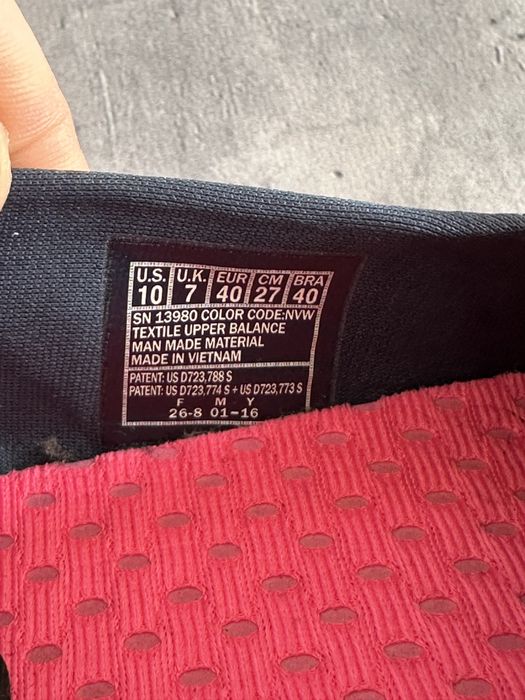 U.S. U.K. EUR CM BRA
10 7 40 27 40
SN 13980 COLOR CODE:NVW
TEXTILE UPPER BALANCE
MAN MADE MATERIAL
MADE IN VIETNAM
PATENT: US D723,788 S
PATENT: US D723,774 S + US D723,773 S
F M Y
26-8 01-16